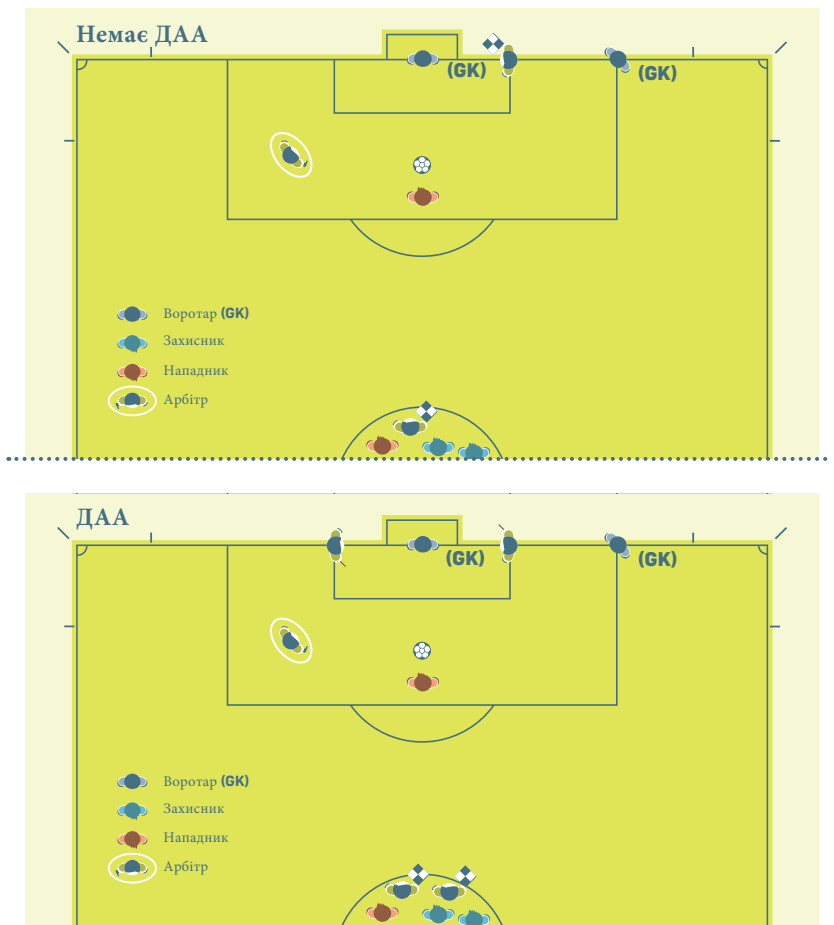 Немає ДАА
(GK)
(GK)
Воротар (GK)
Захисник
Нападник
Арбітр
ДАА
(GK)
(GK)
Воротар (GK)
Захисник
Нападник
Арбітр